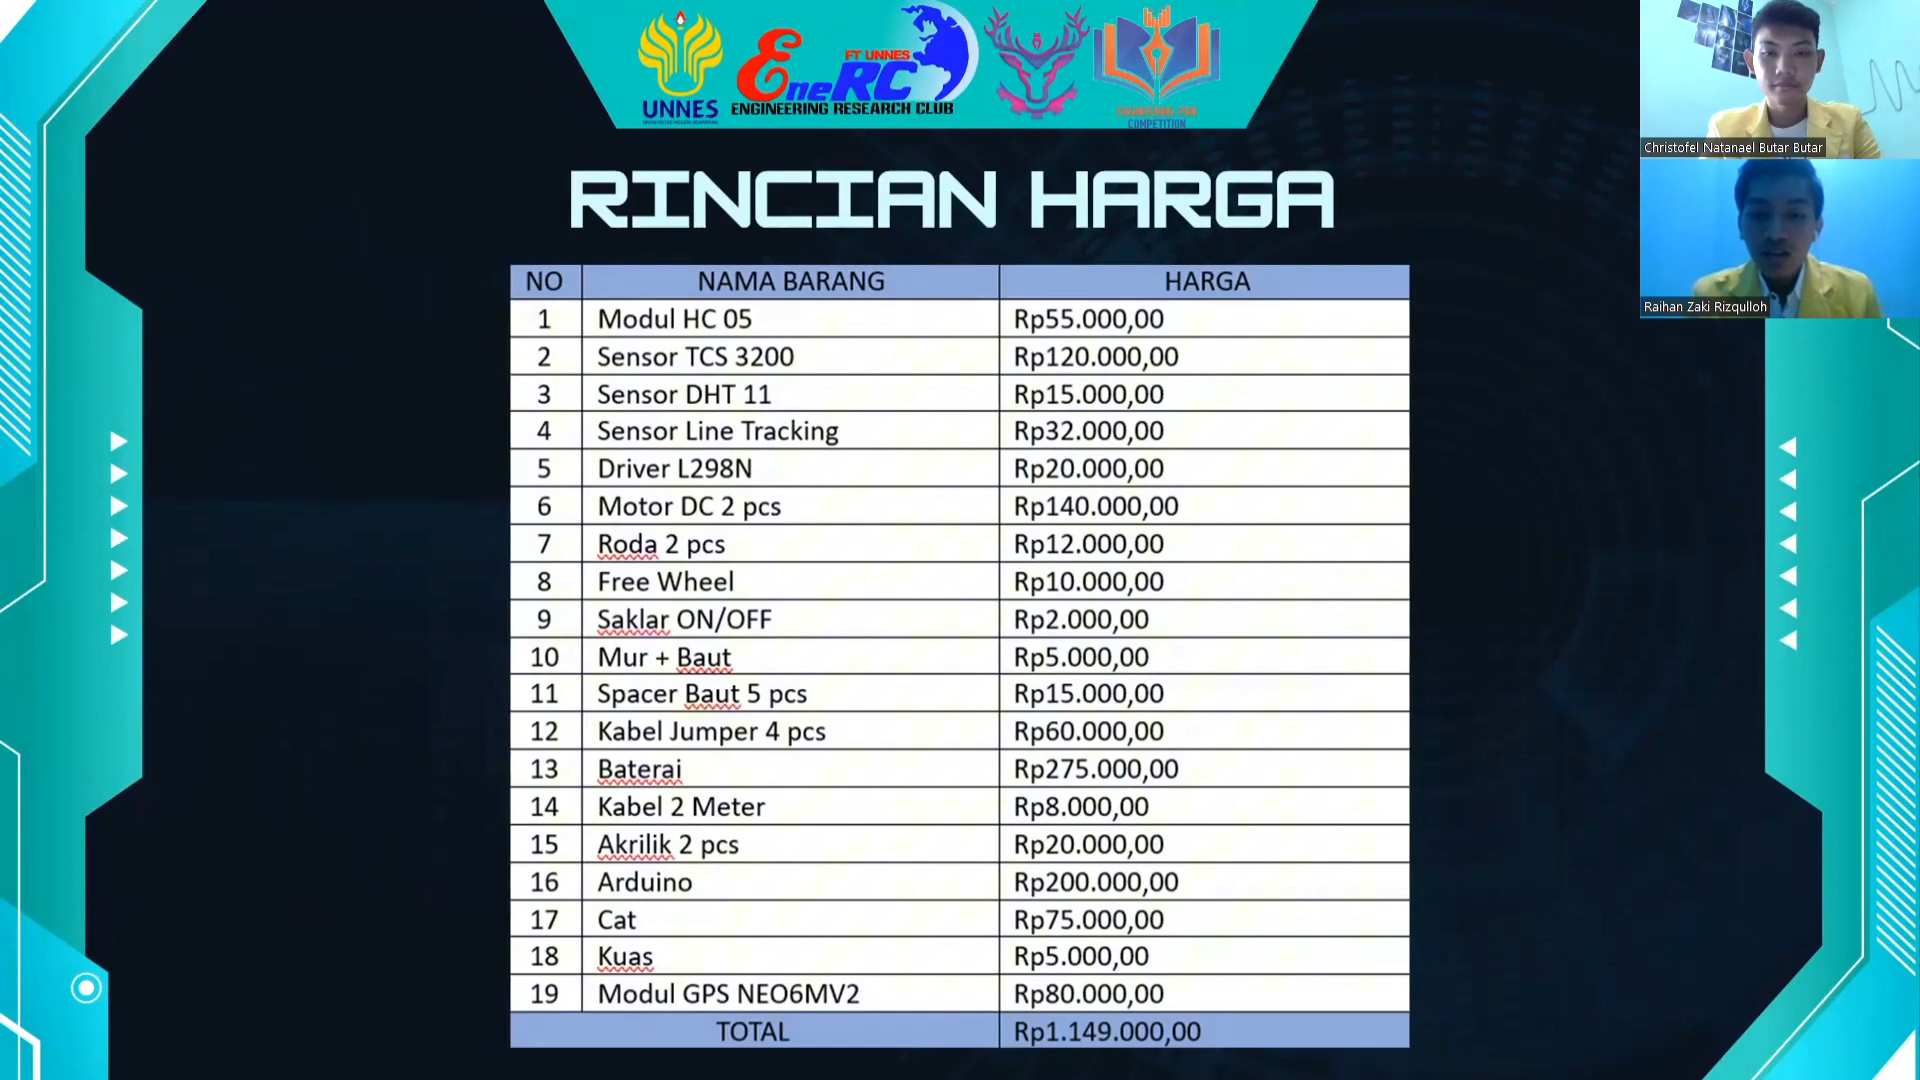 UNNES
UNIVERSITAS NEGERI SEMARANG
FT UNNES
EneRC
ENGINEERING RESEARCH CLUB
COMPETITION
Christofel Natanael Butar Butar
Raihan Zaki Rizqulloh
RINCIAN HARGA
NO NAMA BARANG HARGA
1 Modul HC 05 Rp55.000,00
2 Sensor TCS 3200 Rp120.000,00
3 Sensor DHT 11 Rp15.000,00
4 Sensor Line Tracking Rp32.000,00
5 Driver L298N Rp20.000,00
6 Motor DC 2 pcs Rp140.000,00
7 Roda 2 pcs Rp12.000,00
8 Free Wheel Rp10.000,00
9 Saklar ON/OFF Rp2.000,00
10 Mur + Baut Rp5.000,00
11 Spacer Baut 5 pcs Rp15.000,00
12 Kabel Jumper 4 pcs Rp60.000,00
13 Baterai Rp275.000,00
14 Kabel 2 Meter Rp8.000,00
15 Akrilik 2 pcs Rp20.000,00
16 Arduino Rp200.000,00
17 Cat Rp75.000,00
18 Kuas Rp5.000,00
19 Modul GPS NEO6MV2 Rp80.000,00
TOTAL Rp1.149.000,00